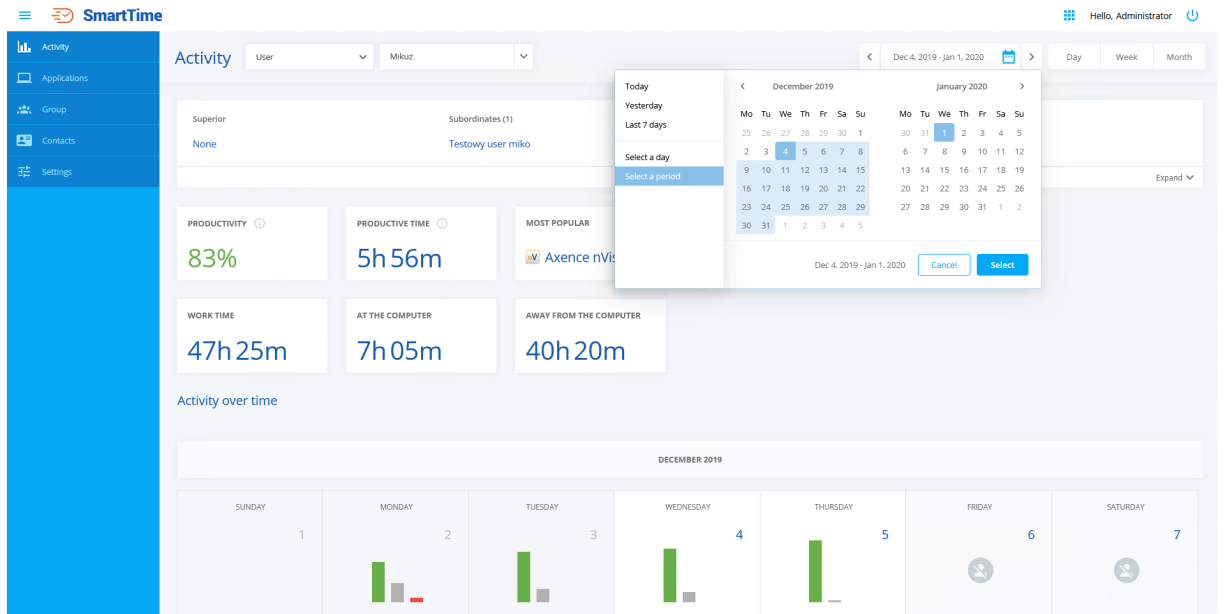 SmartTime
Hello, Administrator
Activity
Applications
Group
Contacts
Settings
Activity
User
Mikuz
Dec 4, 2019 - Jan 1, 2020
Day
Week
Month
Superior
Subordinates (1)
None
Testowy user miko
Expand
Today
Yesterday
Last 7 days
Select a day
Select a period
December 2019
Mo Tu We Th Fr Sa Su
25 26 27 28 29 30 1
2 3 4 5 6 7 8
9 10 11 12 13 14 15
16 17 18 19 20 21 22
23 24 25 26 27 28 29
30 31 1 2 3 4 5
January 2020
Mo Tu We Th Fr Sa Su
30 31 1 2 3 4 5
6 7 8 9 10 11 12
13 14 15 16 17 18 19
20 21 22 23 24 25 26
27 28 29 30 31 1 2
Dec 4, 2019 - Jan 1, 2020
Cancel
Select
PRODUCTIVITY
83%
PRODUCTIVE TIME
5h 56m
MOST POPULAR
nV Axence nVis
WORK TIME
47h 25m
AT THE COMPUTER
7h 05m
AWAY FROM THE COMPUTER
40h 20m
Activity over time
DECEMBER 2019
SUNDAY MONDAY TUESDAY WEDNESDAY THURSDAY FRIDAY SATURDAY
1 2 3 4 5 6 7